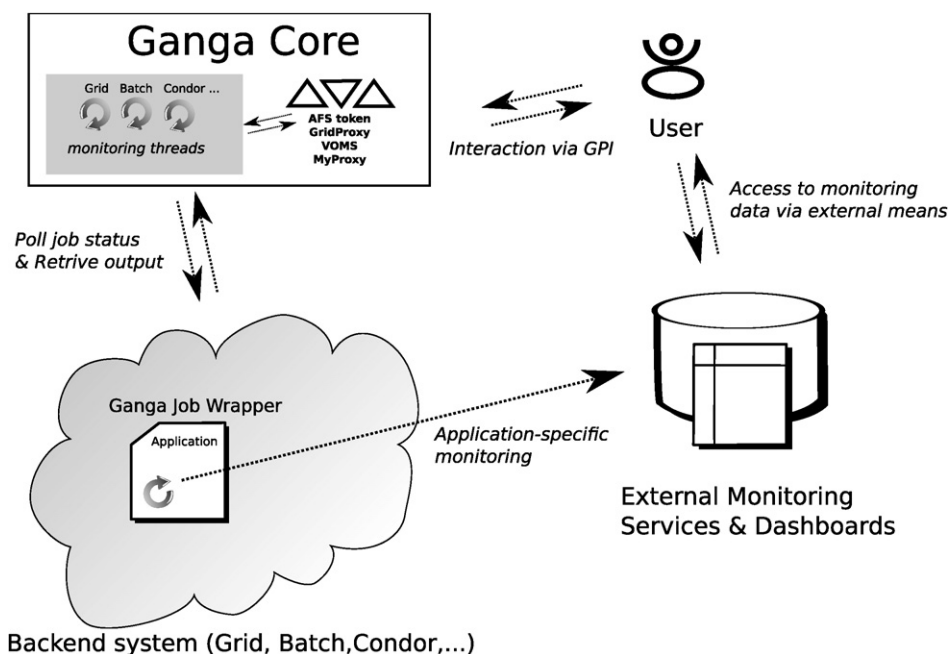 Ganga Core
Grid Batch Condor ...
monitoring threads
AFS token
GridProxy
VOMS
MyProxy
Interaction via GPI
User
Poll job status
& Retrive output
Access to monitoring
data via external means
Ganga Job Wrapper
Application
Application-specific
monitoring
External Monitoring
Services & Dashboards
Backend system (Grid, Batch,Condor,...)